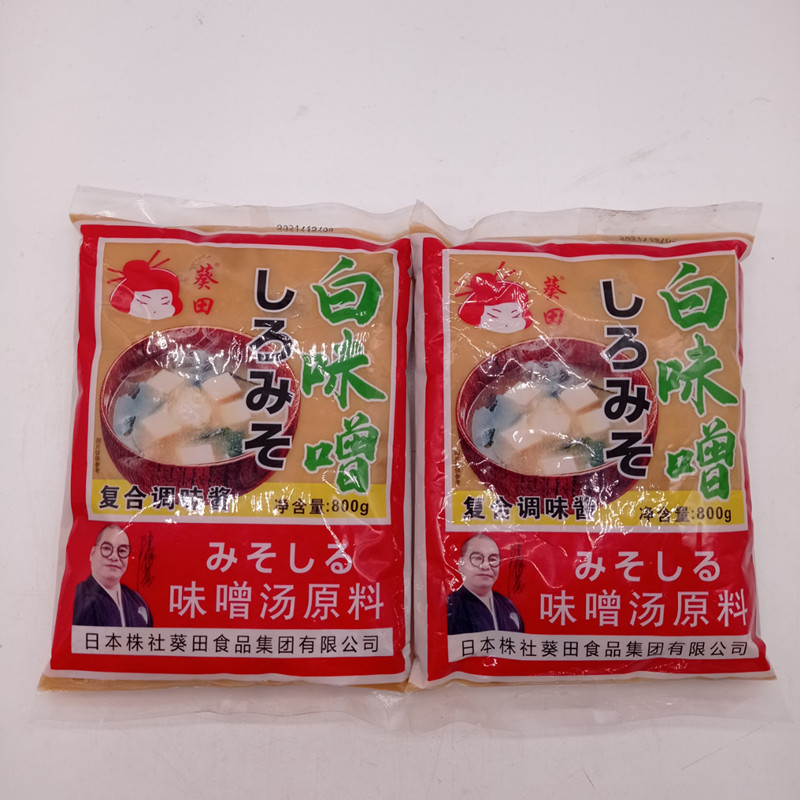 2021/12/02
葵田
白味噌
しろみそ
复合调味酱
净含量:800g
みそしる
味噌汤原料
日本株社葵田食品集团有限公司
葵田
白味噌
しろみそ
复合调味酱
净含量:800g
みそしる
味噌汤原料
日本株社葵田食品集团有限公司